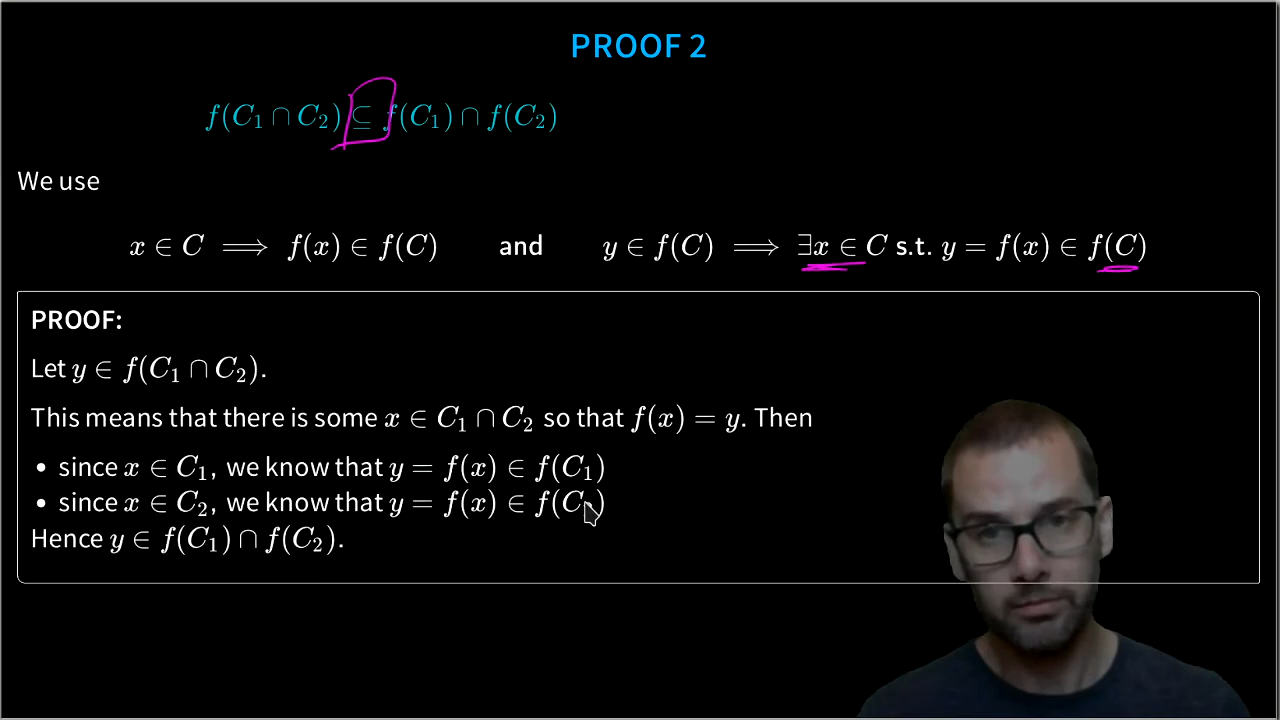 PROOF 2
f(C₁ ∩ C₂) ⊆ f(C₁) ∩ f(C₂)
We use
x ∈ C ⟹ f(x) ∈ f(C) and y ∈ f(C) ⟹ ∃x ∈ C s.t. y = f(x) ∈ f(C)
PROOF:
Let y ∈ f(C₁ ∩ C₂).
This means that there is some x ∈ C₁ ∩ C₂ so that f(x) = y. Then
• since x ∈ C₁, we know that y = f(x) ∈ f(C₁)
• since x ∈ C₂, we know that y = f(x) ∈ f(C₂)
Hence y ∈ f(C₁) ∩ f(C₂).